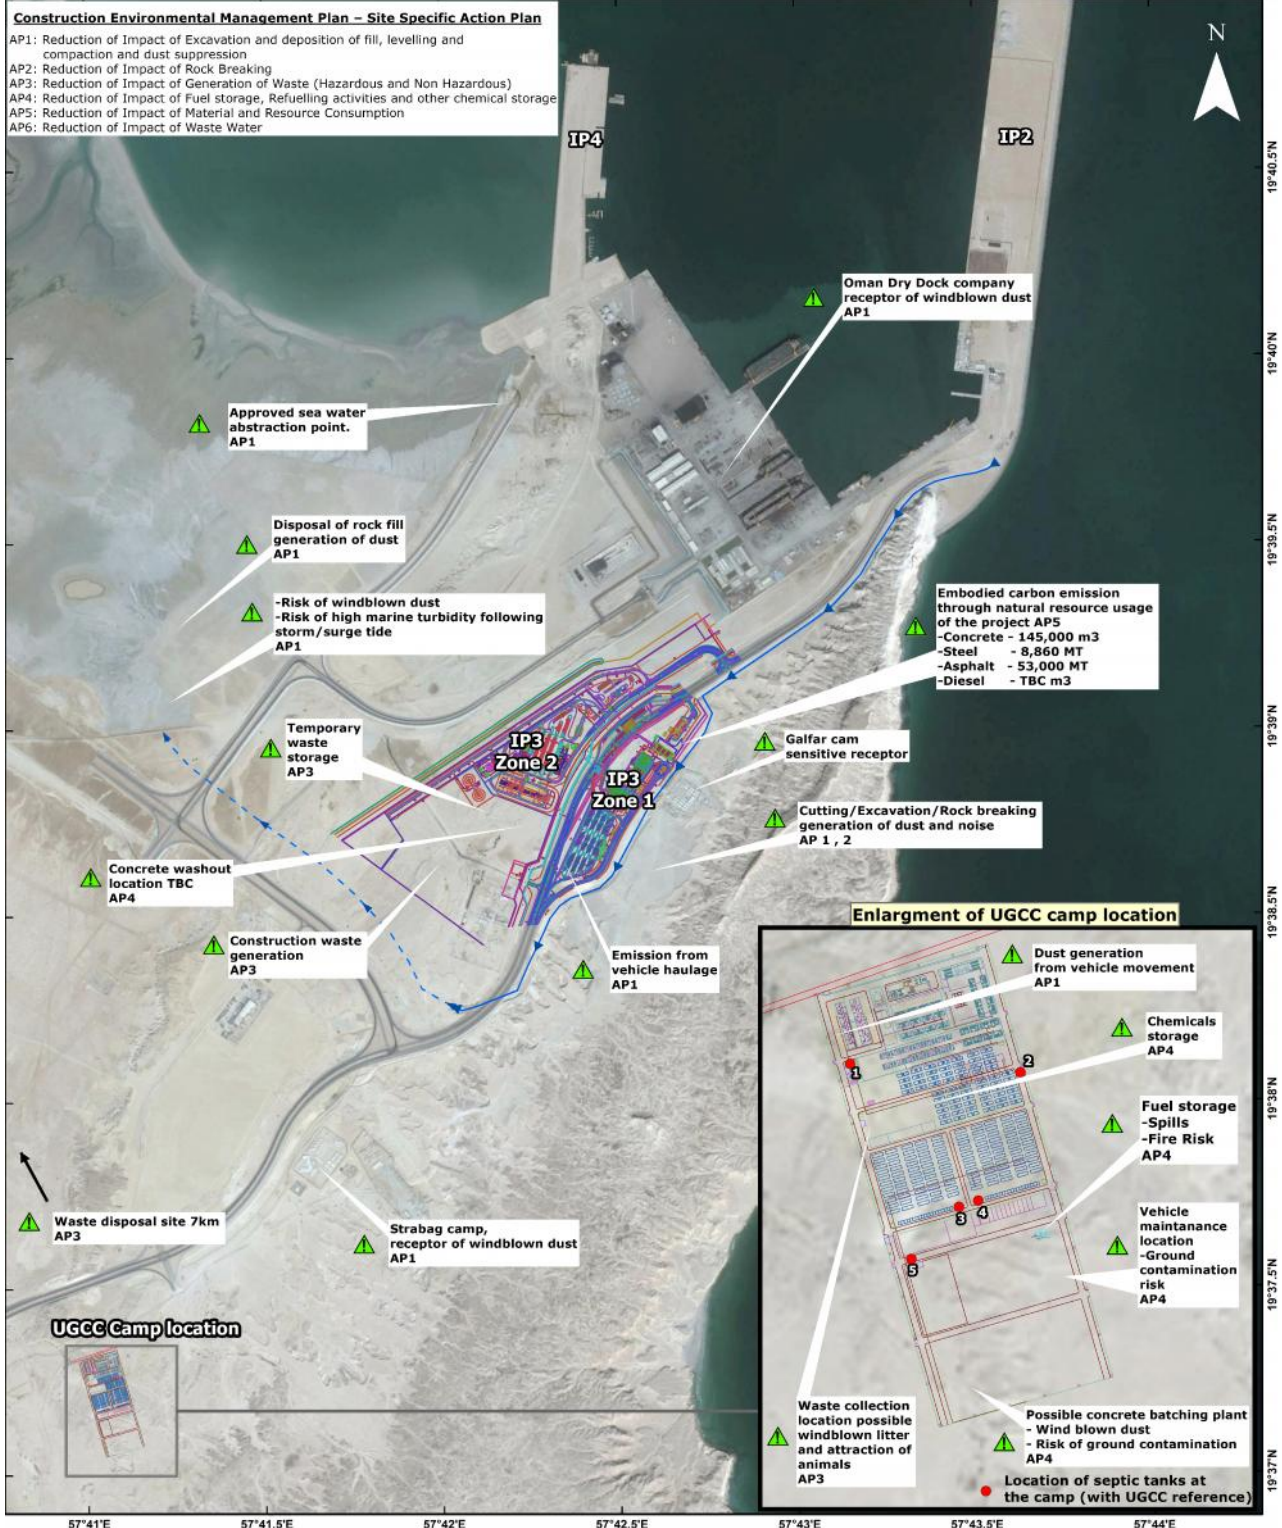 Construction Environmental Management Plan – Site Specific Action Plan
AP1: Reduction of Impact of Excavation and deposition of fill, levelling and
compaction and dust suppression
AP2: Reduction of Impact of Rock Breaking
AP3: Reduction of Impact of Generation of Waste (Hazardous and Non Hazardous)
AP4: Reduction of Impact of Fuel storage, Refuelling activities and other chemical storage
AP5: Reduction of Impact of Material and Resource Consumption
AP6: Reduction of Impact of Waste Water
N
IP4
IP2
19°40.5'N
Oman Dry Dock company
receptor of windblown dust
AP1
19°40'N
Approved sea water
abstraction point.
AP1
Disposal of rock fill
generation of dust
AP1
19°39.5'N
-Risk of windblown dust
-Risk of high marine turbidity following
storm/surge tide
AP1
Embodied carbon emission
through natural resource usage
of the project AP5
-Concrete - 145,000 m3
-Steel - 8,860 MT
-Asphalt - 53,000 MT
-Diesel - TBC m3
19°39'N
Temporary
waste
storage
AP3
IP3
Zone 2
IP3
Zone 1
Galfar cam
sensitive receptor
Cutting/Excavation/Rock breaking
generation of dust and noise
AP 1 , 2
Concrete washout
location TBC
AP4
Construction waste
generation
AP3
Emission from
vehicle haulage
AP1
19°38.5'N
Enlargment of UGCC camp location
Dust generation
from vehicle movement
AP1
Chemicals
storage
AP4
1
2
19°38'N
Fuel storage
-Spills
-Fire Risk
AP4
3
4
5
Vehicle
maintanance
location
-Ground
contamination
risk
AP4
19°37.5'N
Waste disposal site 7km
AP3
Strabag camp,
receptor of windblown dust
AP1
UGCC Camp location
Waste collection
location possible
windblown litter
and attraction of
animals
AP3
Possible concrete batching plant
- Wind blown dust
- Risk of ground contamination
AP4
Location of septic tanks at
the camp (with UGCC reference)
19°37'N
57°41'E
57°41.5'E
57°42'E
57°42.5'E
57°43'E
57°43.5'E
57°44'E